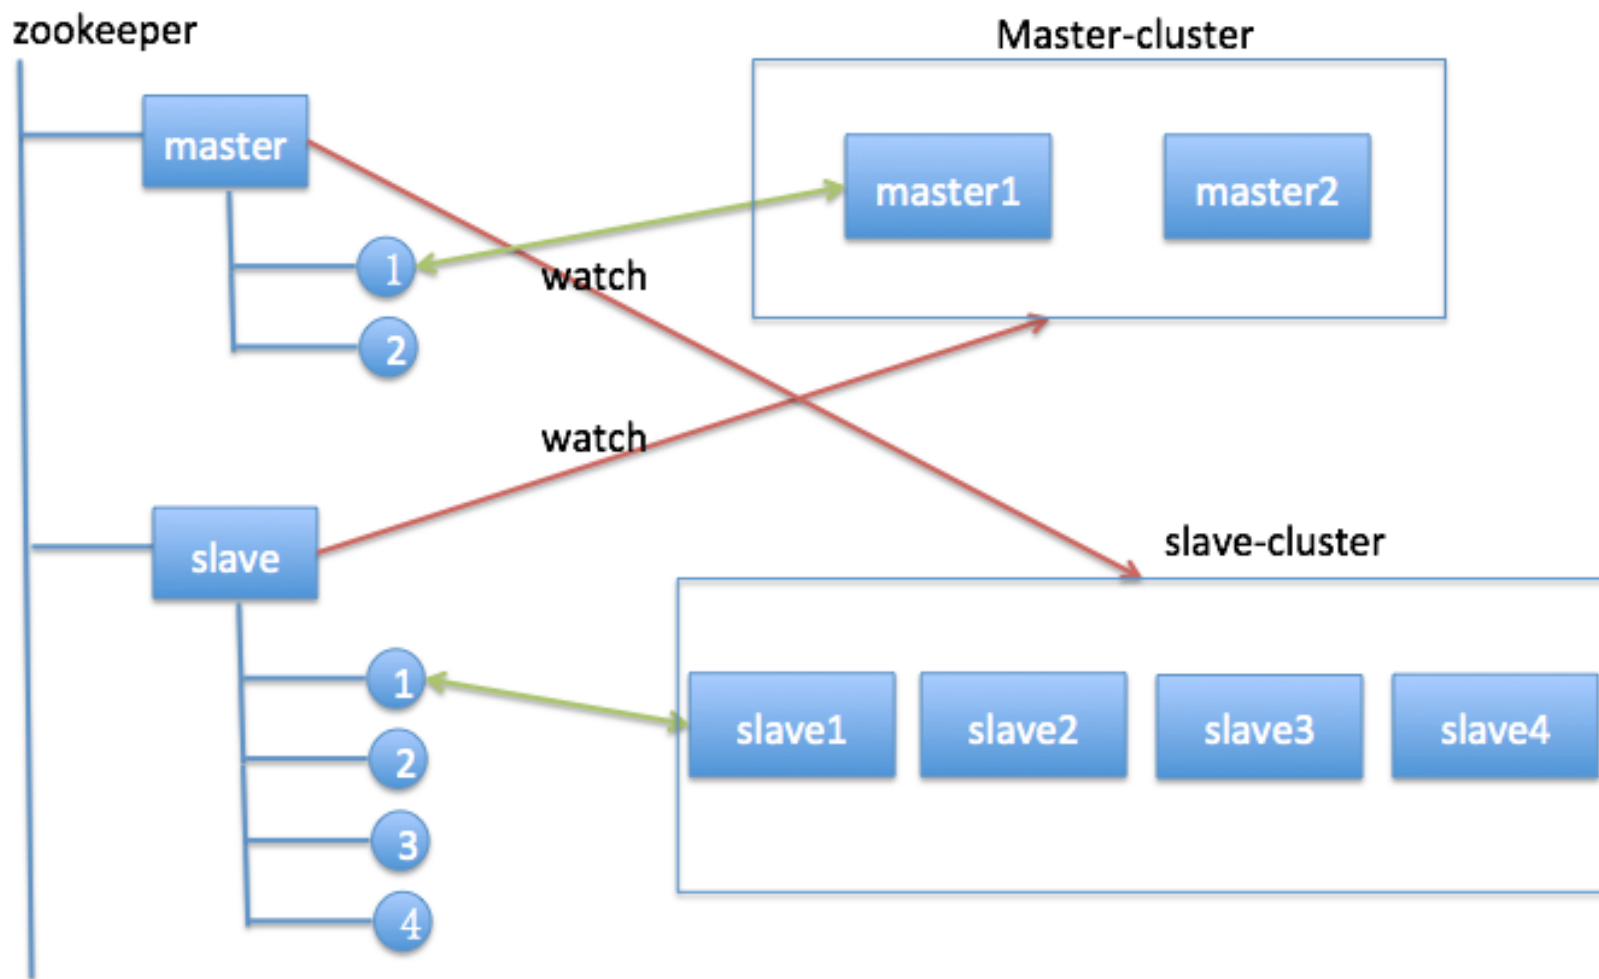 zookeeper
Master-cluster
master
master1
master2
1
watch
2
watch
slave-cluster
slave
1
slave1
slave2
slave3
slave4
2
3
4